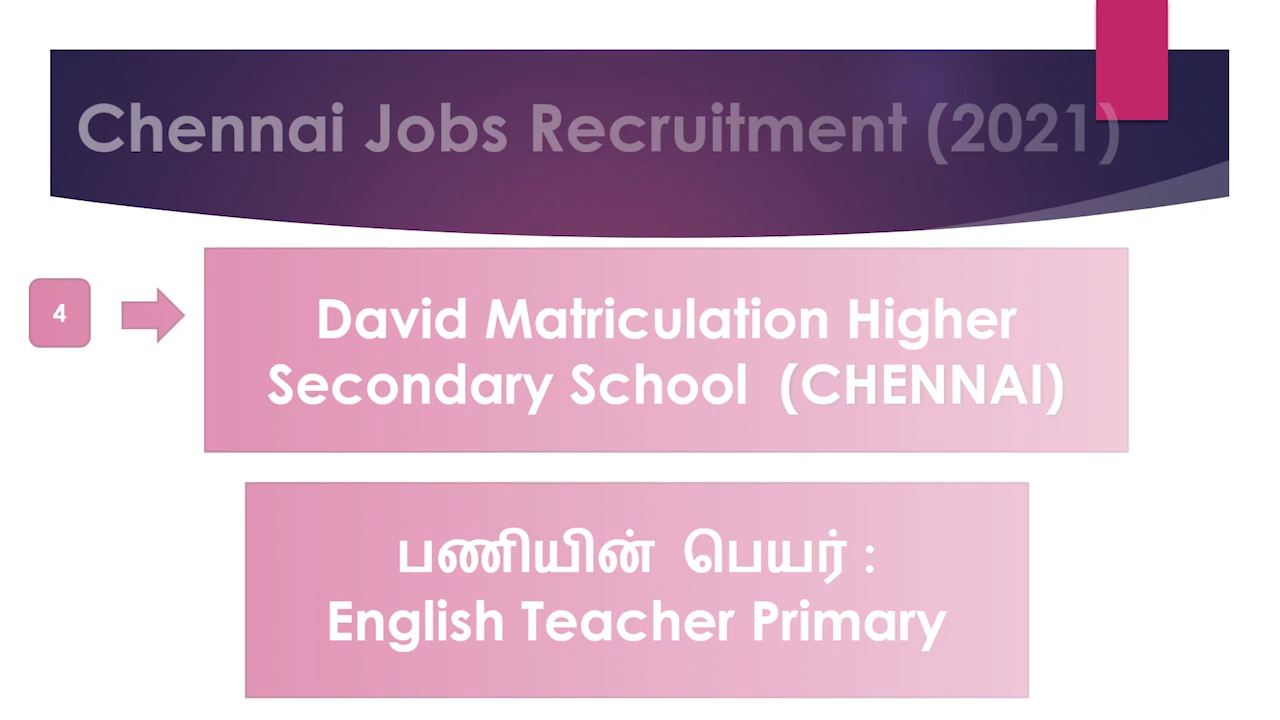 Chennai Jobs Recruitment (2021)
4
David Matriculation Higher
Secondary School (CHENNAI)
பணியின் பெயர் :
English Teacher Primary